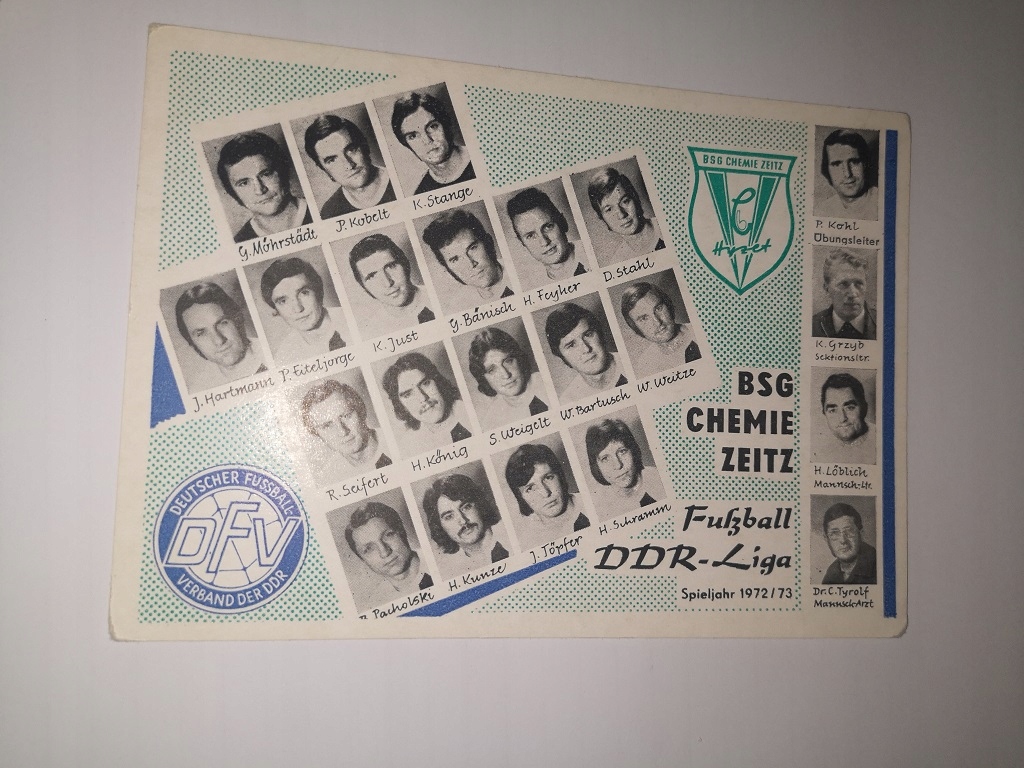 G. Möhrstädt P. Kobelt K. Stange
J. Hartmann P. Eiteljorge K. Just G. Bänisch H. Feyher D. Stahl
R. Seifert H. König S. Weigelt W. Bartusch W. Weitze
Pacholski H. Kunze J. Töpfer H. Schramm
BSG CHEMIE ZEITZ
Hyzet
P. Kohl
Übungsleiter
K. Grzyb
Sektionsltr.
H. Löblich
Mannsch-ltr.
Dr. C. Tyrolf
Mannsch-Arzt
BSG
CHEMIE
ZEITZ
Fußball
DDR-Liga
Spieljahr 1972/73
DEUTSCHER FUSSBALL-
DFV
VERBAND DER DDR